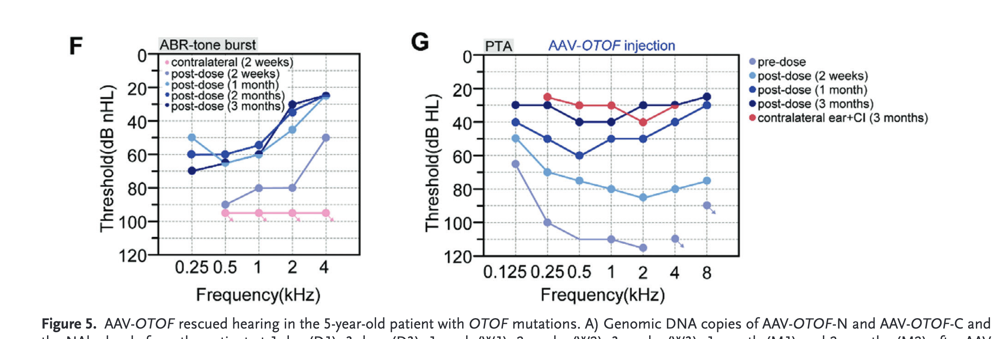 F
ABR-tone burst
contralateral (2 weeks)
post-dose (2 weeks)
post-dose (1 month)
post-dose (2 months)
post-dose (3 months)
0
20
40
60
80
100
120
Threshold(dB nHL)
0.25 0.5 1 2 4
Frequency(kHz)
G
PTA AAV-OTOF injection
pre-dose
post-dose (2 weeks)
post-dose (1 month)
post-dose (3 months)
contralateral ear+CI (3 months)
0
20
40
60
80
100
120
Threshold(dB HL)
0.125 0.25 0.5 1 2 4 8
Frequency(kHz)
Figure 5. AAV-OTOF rescued hearing in the 5-year-old patient with OTOF mutations. A) Genomic DNA copies of AAV-OTOF-N and AAV-OTOF-C and